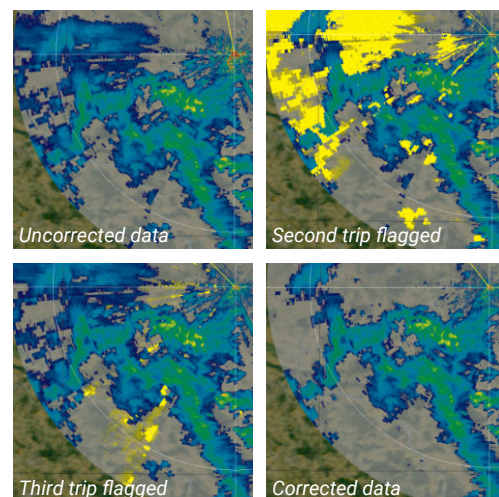 Uncorrected data
Second trip flagged
Third trip flagged
Corrected data